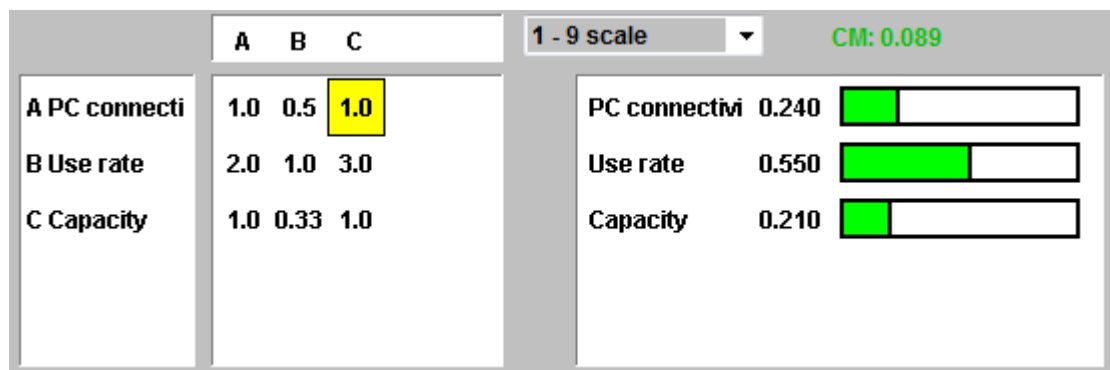 A B C
1 - 9 scale
CM: 0.089
A PC connecti 1.0 0.5 1.0
B Use rate 2.0 1.0 3.0
C Capacity 1.0 0.33 1.0
PC connectivi 0.240
Use rate 0.550
Capacity 0.210